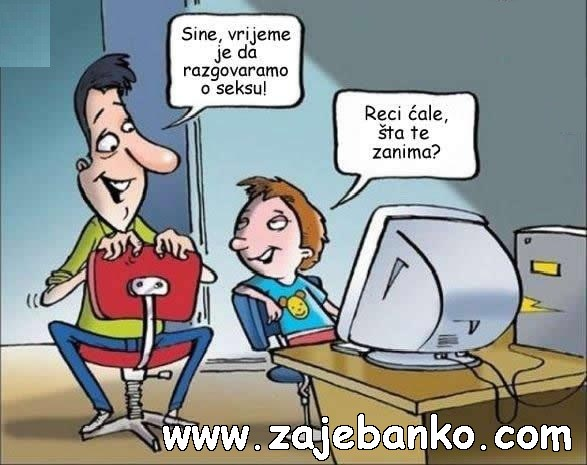 Sine, vrijeme
je da
razgovaramo
o seksu!
Reci ćale,
šta te
zanima?
www.zajebanko.com